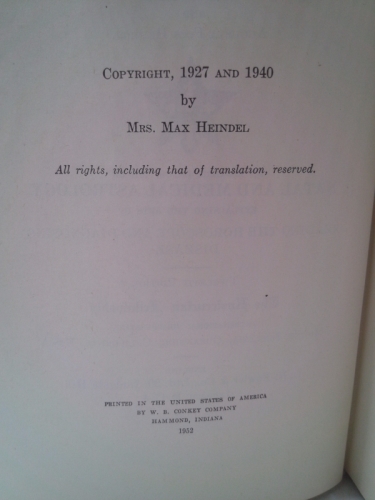 COPYRIGHT, 1927 AND 1940
by
MRS. MAX HEINDEL
All rights, including that of translation, reserved.
PRINTED IN THE UNITED STATES OF AMERICA
BY W. B. CONKEY COMPANY
HAMMOND, INDIANA
1952